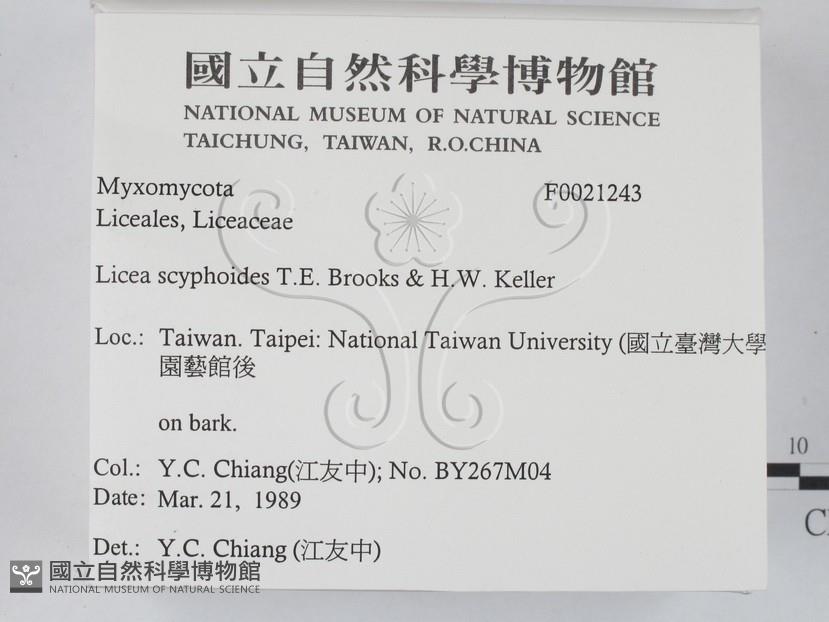 國立自然科學博物館
NATIONAL MUSEUM OF NATURAL SCIENCE
TAICHUNG, TAIWAN, R.O.CHINA
Myxomycota F0021243
Liceales, Liceaceae
Licea scyphoides T.E. Brooks & H.W. Keller
Loc.: Taiwan. Taipei: National Taiwan University (國立臺灣大學
園藝館後
on bark.
Col.: Y.C. Chiang(江友中); No. BY267M04
Date: Mar. 21, 1989
Det.: Y.C. Chiang (江友中)
10
國立自然科學博物館
NATIONAL MUSEUM OF NATURAL SCIENCE